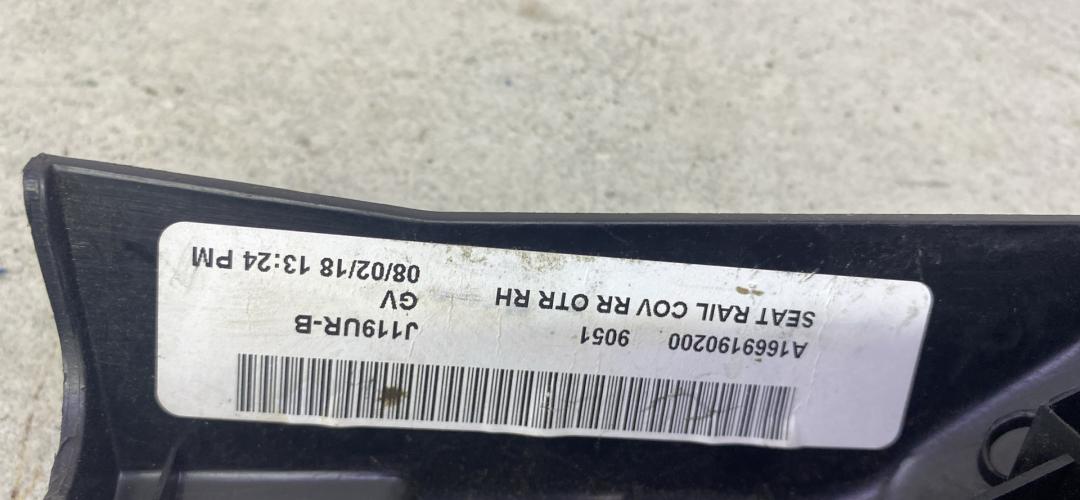 A1669190200 9051 J119UR-B
SEAT RAIL COV RR OTR RH GV
08/02/18 13:24 PM